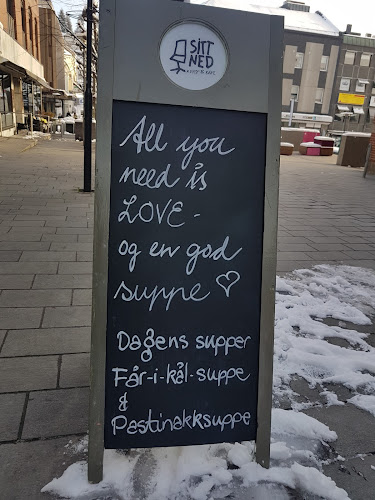 SITT
NED
All you
need is
LOVE -
og en god
suppe ♡
Dagens supper
Får-i-kål-suppe
&
Pastinakksuppe